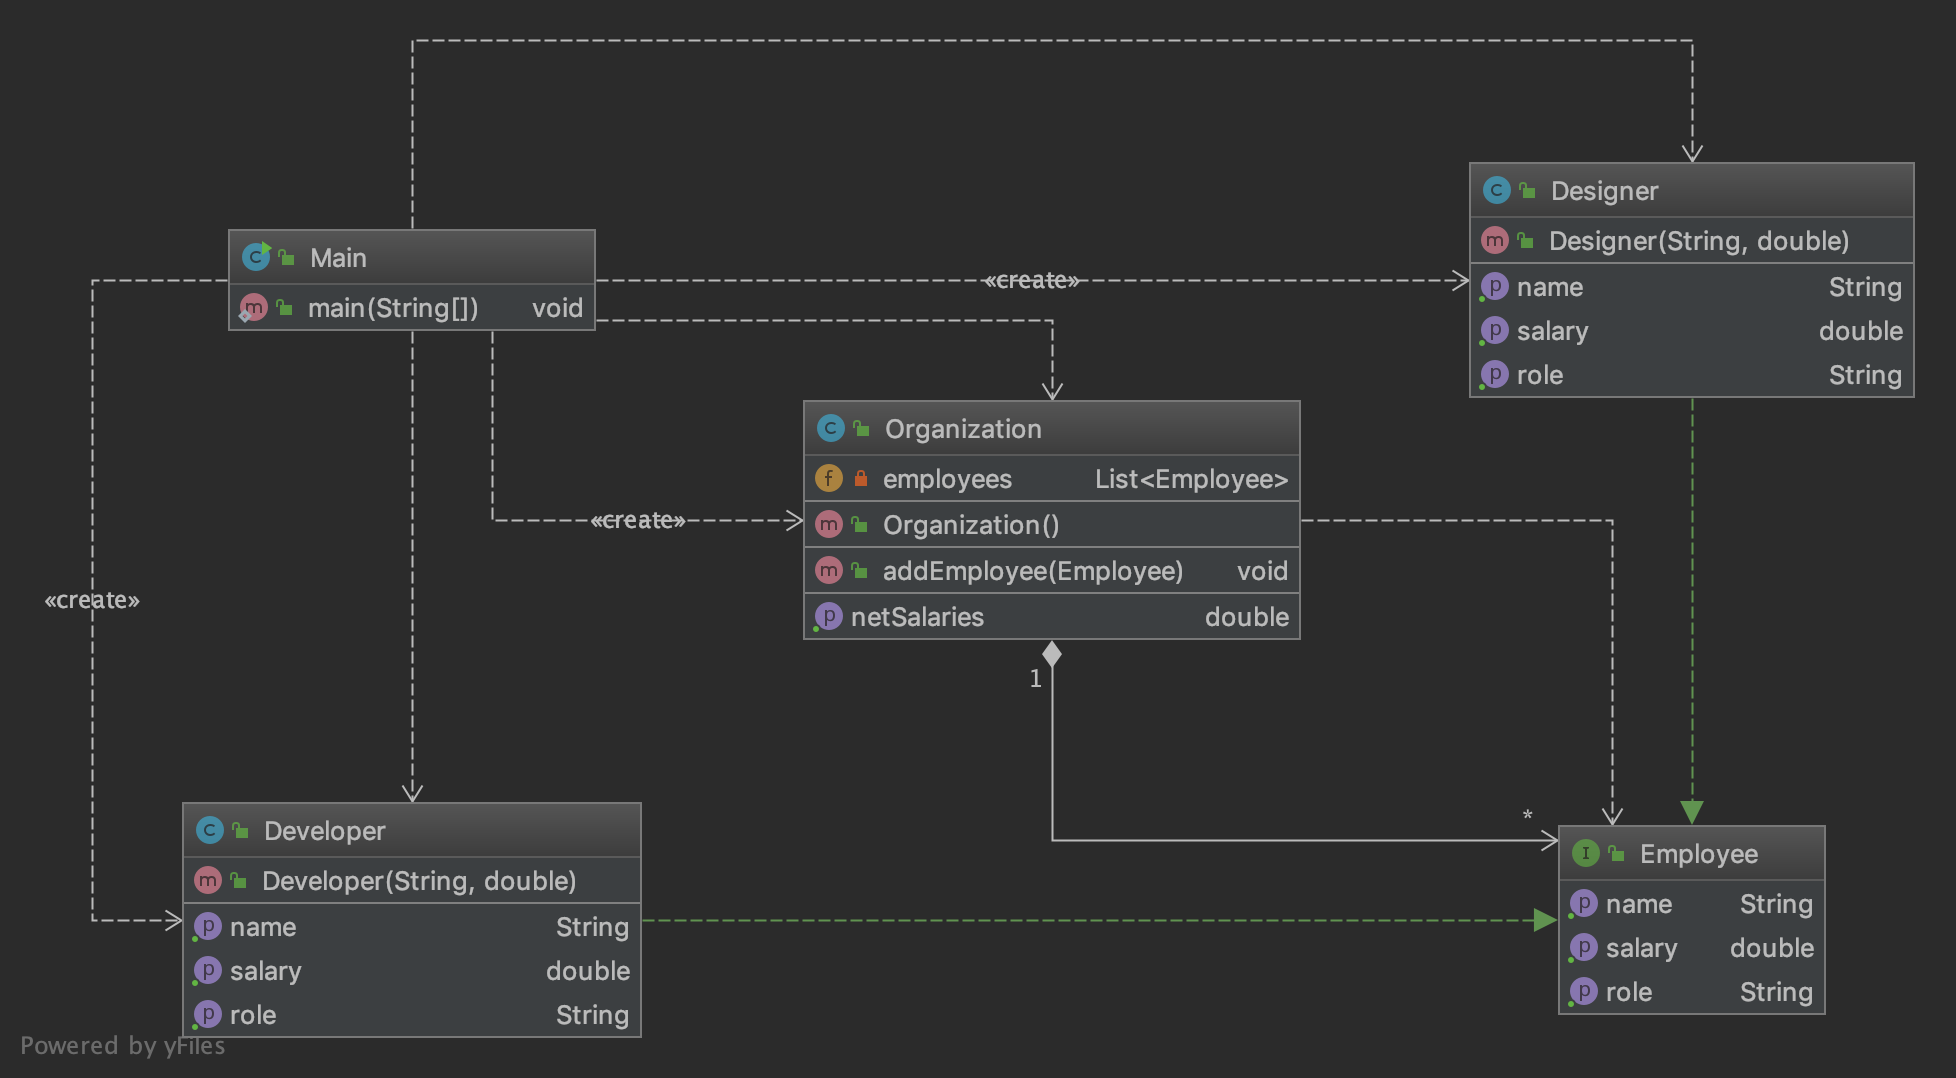 Main
main(String[]) void
«create»
Designer
Designer(String, double)
name String
salary double
role String
Organization
employees List<Employee>
Organization()
addEmployee(Employee) void
netSalaries double
«create»
«create»
1
*
Developer
Developer(String, double)
name String
salary double
role String
Employee
name String
salary double
role String
Powered by yFiles